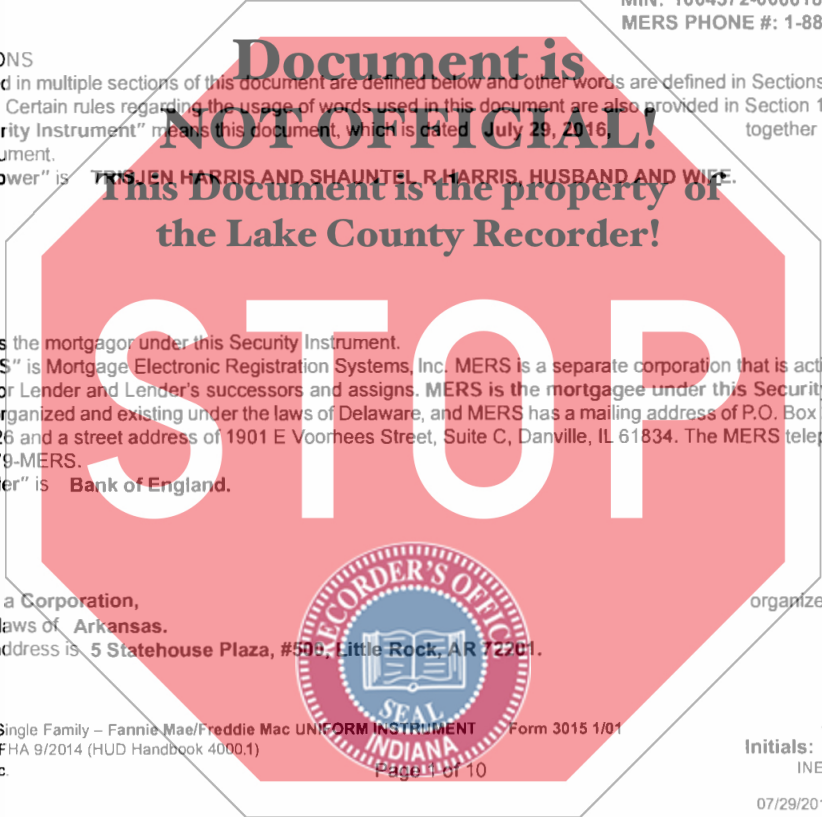 MIN: 1004572-000018
MERS PHONE #: 1-88
Document is
ONS
d in multiple sections of this document are defined below and other words are defined in Sections
Certain rules regarding the usage of words used in this document are also provided in Section 1
NOT OFFICIAL!
rity Instrument" means this document, which is dated July 29, 2016, together
ument.
ower" is TRISJEN HARRIS AND SHAUNTEL R HARRIS, HUSBAND AND WIFE.
This Document is the property of
the Lake County Recorder!
STOP
s the mortgagor under this Security Instrument.
S" is Mortgage Electronic Registration Systems, Inc. MERS is a separate corporation that is acti
or Lender and Lender's successors and assigns. MERS is the mortgagee under this Security
rganized and existing under the laws of Delaware, and MERS has a mailing address of P.O. Box
26 and a street address of 1901 E Voorhees Street, Suite C, Danville, IL 61834. The MERS telep
79-MERS.
er" is Bank of England.
a Corporation, organize
laws of Arkansas.
ddress is 5 Statehouse Plaza, #500, Little Rock, AR 72201.
RECORDER'S OFFICE
SEAL
INDIANA
Single Family – Fannie Mae/Freddie Mac UNIFORM INSTRUMENT Form 3015 1/01
FHA 9/2014 (HUD Handbook 4000.1) Initials:
c. Page 1 of 10 INE
07/29/201